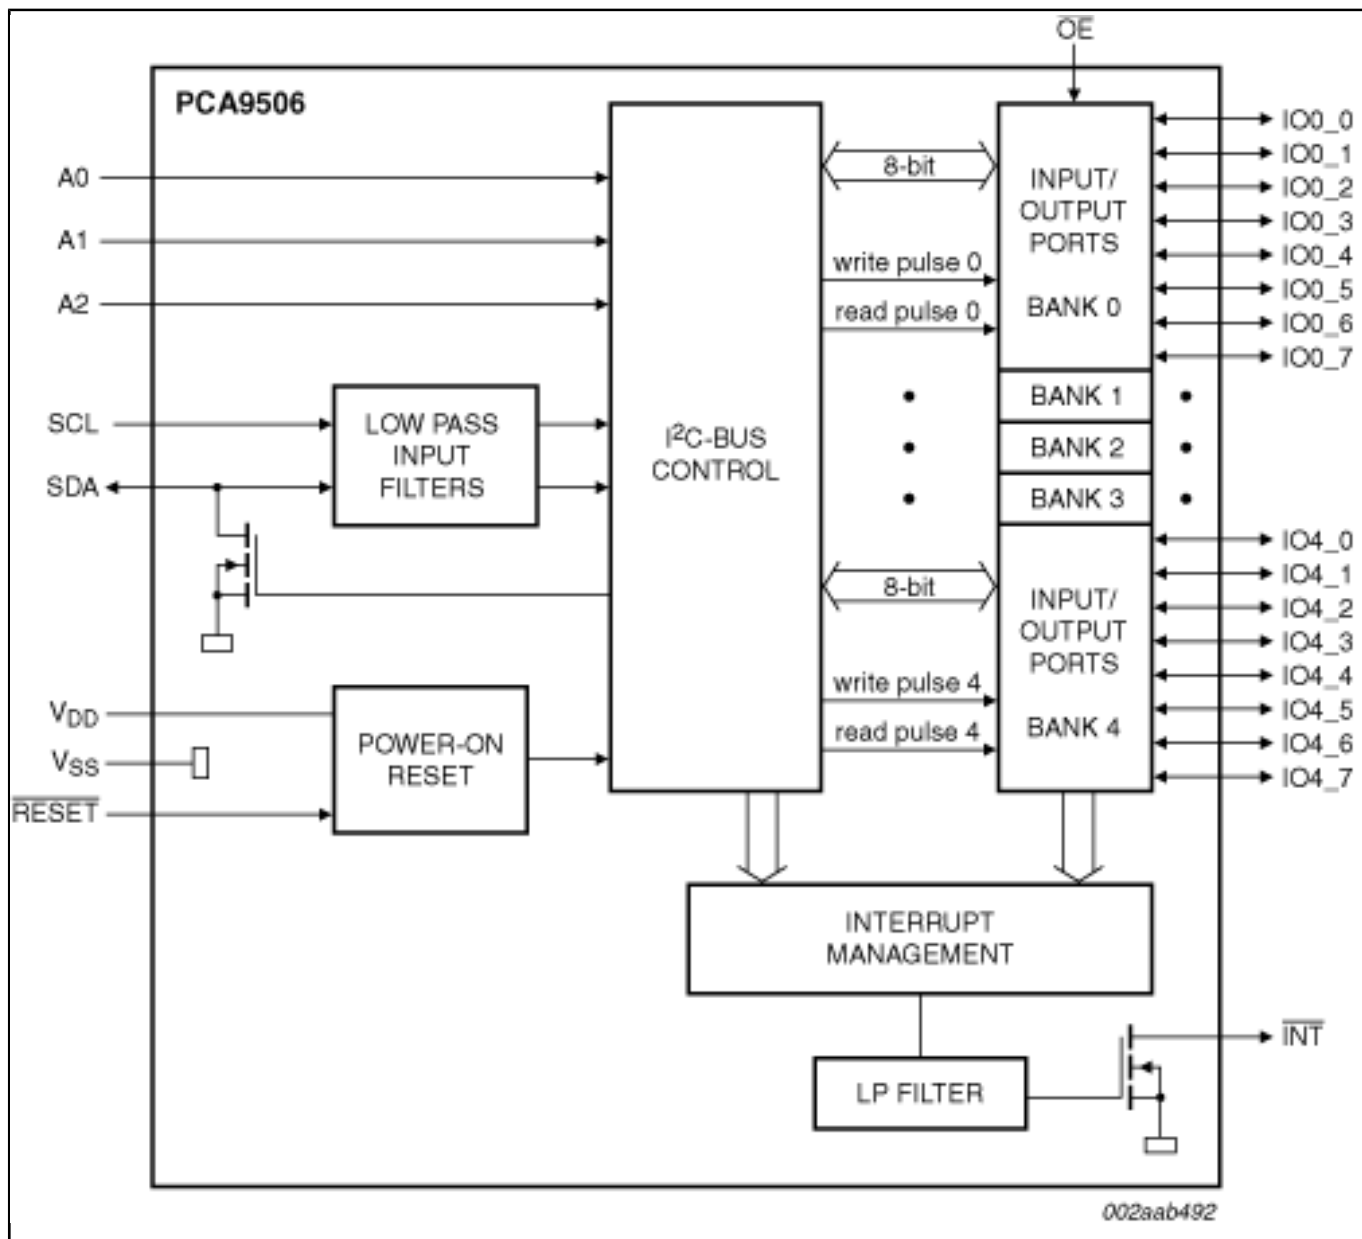 OE
PCA9506
A0
A1
A2
SCL
SDA
VDD
VSS
RESET
LOW PASS
INPUT
FILTERS
POWER-ON
RESET
I²C-BUS
CONTROL
8-bit
write pulse 0
read pulse 0
8-bit
write pulse 4
read pulse 4
INPUT/
OUTPUT
PORTS
BANK 0
BANK 1
BANK 2
BANK 3
INPUT/
OUTPUT
PORTS
BANK 4
IO0_0
IO0_1
IO0_2
IO0_3
IO0_4
IO0_5
IO0_6
IO0_7
IO4_0
IO4_1
IO4_2
IO4_3
IO4_4
IO4_5
IO4_6
IO4_7
INTERRUPT
MANAGEMENT
LP FILTER
INT
002aab492